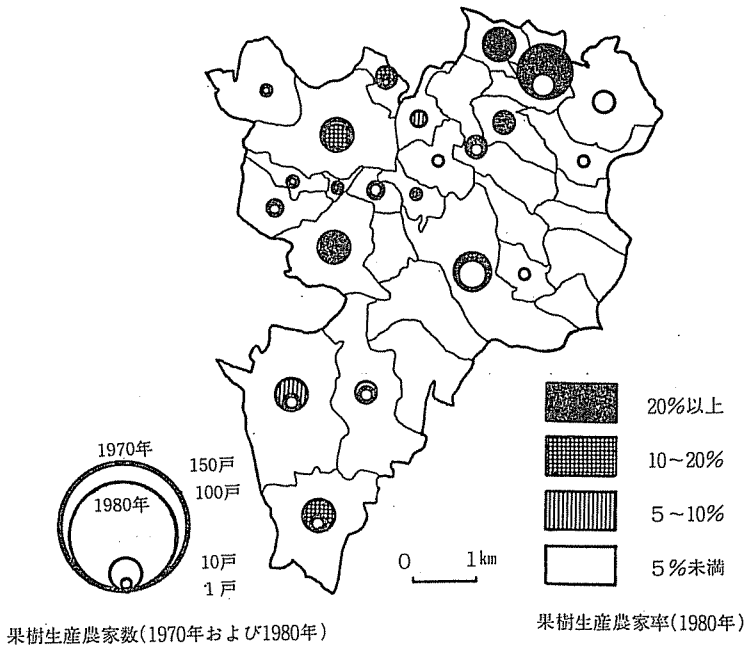 20%以上
10~20%
5~10%
5%未満
1970年
150戸
100戸
1980年
10戸
1戸
0 1km
果樹生産農家数(1970年および1980年)
果樹生産農家率(1980年)